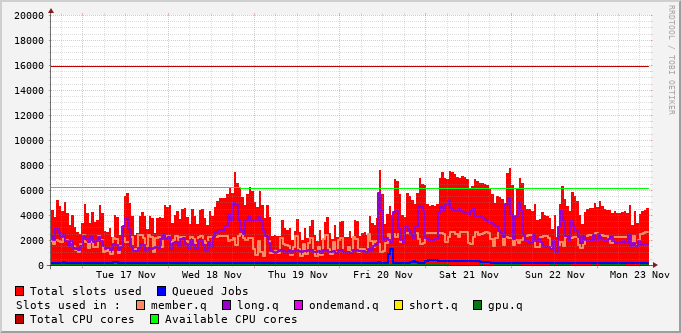 RRDTOOL / TOBI OETIKER
20000
18000
16000
14000
12000
10000
8000
6000
4000
2000
0
Tue 17 Nov Wed 18 Nov Thu 19 Nov Fri 20 Nov Sat 21 Nov Sun 22 Nov Mon 23 Nov
Total slots used Queued Jobs
Slots used in : member.q long.q ondemand.q short.q gpu.q
Total CPU cores Available CPU cores